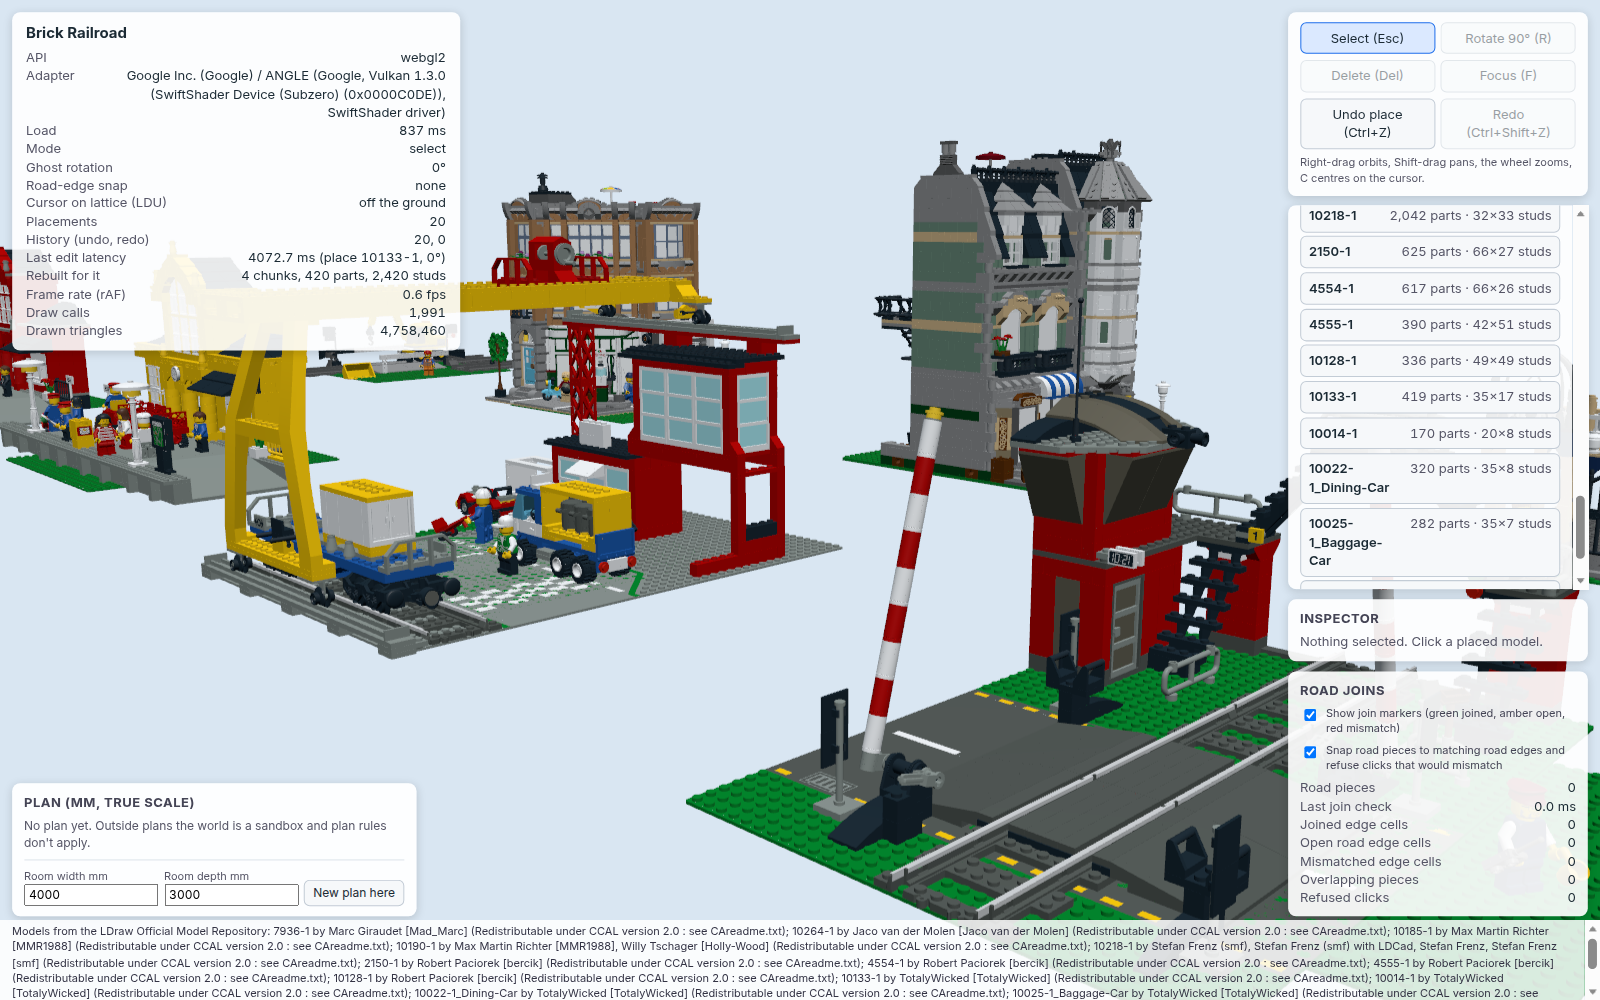 Brick Railroad
API webgl2
Adapter Google Inc. (Google) / ANGLE (Google, Vulkan 1.3.0
(SwiftShader Device (Subzero) (0x0000C0DE)),
SwiftShader driver)
Load 837 ms
Mode select
Ghost rotation 0°
Road-edge snap none
Cursor on lattice (LDU) off the ground
Placements 20
History (undo, redo) 20, 0
Last edit latency 4072.7 ms (place 10133-1, 0°)
Rebuilt for it 4 chunks, 420 parts, 2,420 studs
Frame rate (rAF) 0.6 fps
Draw calls 1,991
Drawn triangles 4,758,460
Select (Esc) Rotate 90° (R)
Delete (Del) Focus (F)
Undo place
(Ctrl+Z)
Redo
(Ctrl+Shift+Z)
Right-drag orbits, Shift-drag pans, the wheel zooms,
C centres on the cursor.
10218-1 2,042 parts · 32×33 studs
2150-1 625 parts · 66×27 studs
4554-1 617 parts · 66×26 studs
4555-1 390 parts · 42×51 studs
10128-1 336 parts · 49×49 studs
10133-1 419 parts · 35×17 studs
10014-1 170 parts · 20×8 studs
10022-
1_Dining-Car 320 parts · 35×8 studs
10025-
1_Baggage-
Car 282 parts · 35×7 studs
1
10:21
INSPECTOR
Nothing selected. Click a placed model.
ROAD JOINS
Show join markers (green joined, amber open,
red mismatch)
Snap road pieces to matching road edges and
refuse clicks that would mismatch
Road pieces 0
Last join check 0.0 ms
Joined edge cells 0
Open road edge cells 0
Mismatched edge cells 0
Overlapping pieces 0
Refused clicks 0
PLAN (MM, TRUE SCALE)
No plan yet. Outside plans the world is a sandbox and plan rules
don't apply.
Room width mm Room depth mm
4000 3000 New plan here
Models from the LDraw Official Model Repository: 7936-1 by Marc Giraudet [Mad_Marc] (Redistributable under CCAL version 2.0 : see CAreadme.txt); 10264-1 by Jaco van der Molen [Jaco van der Molen] (Redistributable under CCAL version 2.0 : see CAreadme.txt); 10185-1 by Max Martin Richter
[MMR1988] (Redistributable under CCAL version 2.0 : see CAreadme.txt); 10190-1 by Max Martin Richter [MMR1988], Willy Tschager [Holly-Wood] (Redistributable under CCAL version 2.0 : see CAreadme.txt); 10218-1 by Stefan Frenz (smf), Stefan Frenz (smf) with LDCad, Stefan Frenz, Stefan Frenz
[smf] (Redistributable under CCAL version 2.0 : see CAreadme.txt); 2150-1 by Robert Paciorek [bercik] (Redistributable under CCAL version 2.0 : see CAreadme.txt); 4554-1 by Robert Paciorek [bercik] (Redistributable under CCAL version 2.0 : see CAreadme.txt); 4555-1 by Robert Paciorek [bercik]
(Redistributable under CCAL version 2.0 : see CAreadme.txt); 10128-1 by Robert Paciorek [bercik] (Redistributable under CCAL version 2.0 : see CAreadme.txt); 10133-1 by TotalyWicked [TotalyWicked] (Redistributable under CCAL version 2.0 : see CAreadme.txt); 10014-1 by TotalyWicked
[TotalyWicked] (Redistributable under CCAL version 2.0 : see CAreadme.txt); 10022-1_Dining-Car by TotalyWicked [TotalyWicked] (Redistributable under CCAL version 2.0 : see CAreadme.txt); 10025-1_Baggage-Car by TotalyWicked [TotalyWicked] (Redistributable under CCAL version 2.0 : see